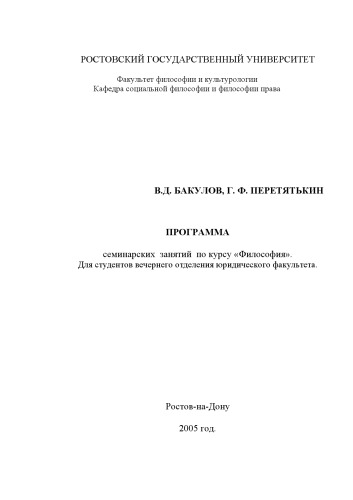 РОСТОВСКИЙ ГОСУДАРСТВЕННЫЙ УНИВЕРСИТЕТ
Факультет философии и культурологии
Кафедра социальной философии и философии права
В.Д. БАКУЛОВ, Г. Ф. ПЕРЕТЯТЬКИН
ПРОГРАММА
семинарских занятий по курсу «Философия».
Для студентов вечернего отделения юридического факультета.
Ростов-на-Дону
2005 год.